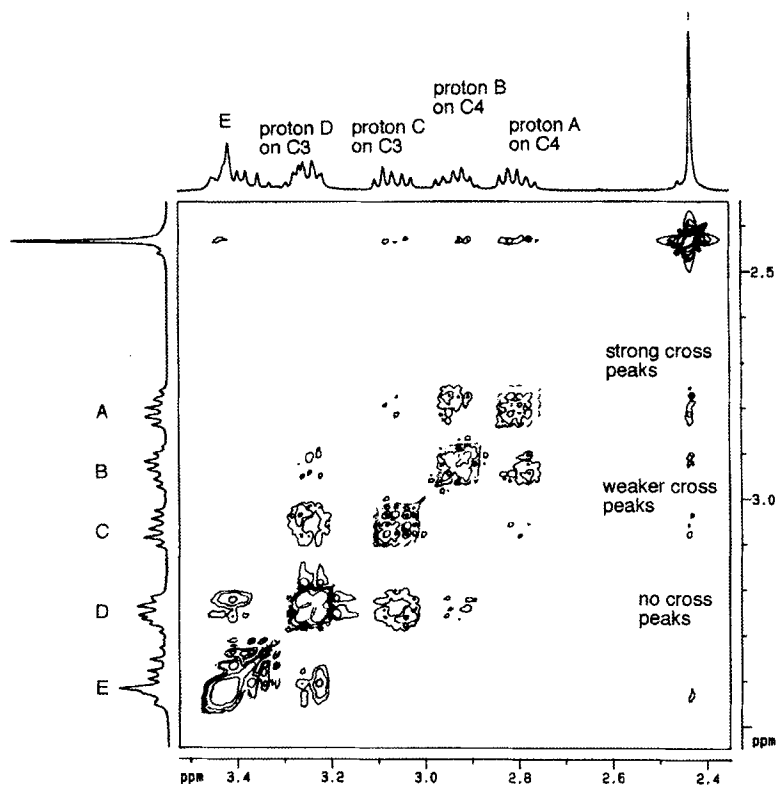 E
proton D
on C3
proton C
on C3
proton B
on C4
proton A
on C4
2.5
strong cross
peaks
A
B
3.0
weaker cross
peaks
C
D
no cross
peaks
E
ppm
ppm
3.4
3.2
3.0
2.8
2.6
2.4